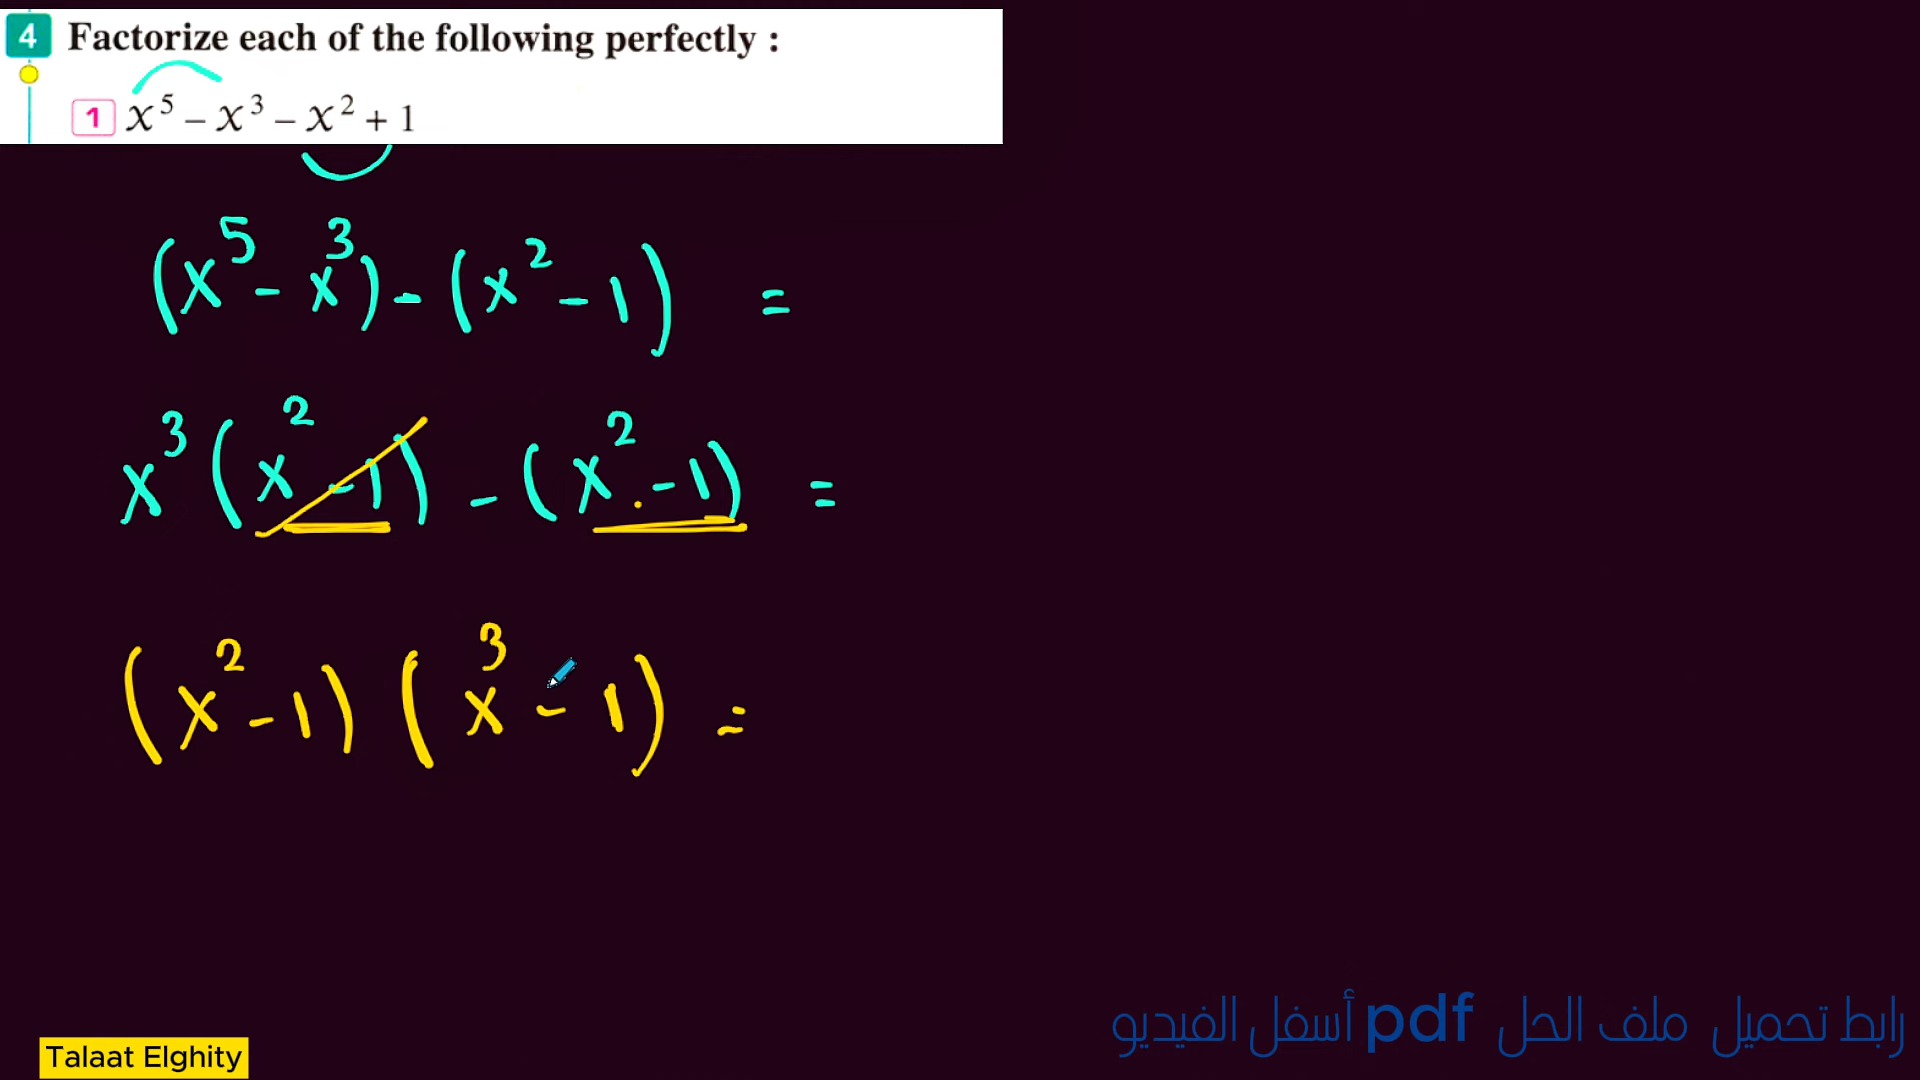 4 Factorize each of the following perfectly :
1 x⁵ – x³ – x² + 1
(x⁵ - x³) - (x² - 1) =
x³ (x² - 1) - (x² - 1) =
(x² - 1) (x³ - 1) =
رابط تحميل ملف الحل pdf أسفل الفيديو
Talaat Elghity